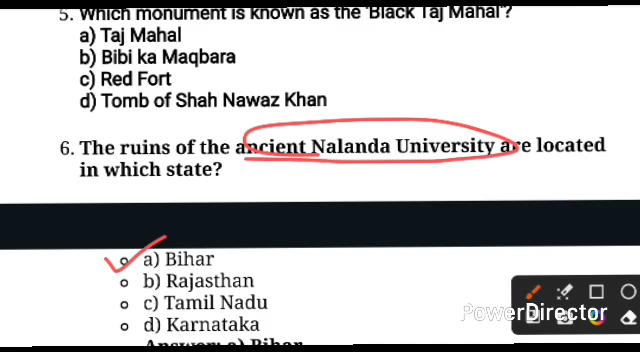 5. Which monument is known as the 'Black Taj Mahal'?
a) Taj Mahal
b) Bibi ka Maqbara
c) Red Fort
d) Tomb of Shah Nawaz Khan
6. The ruins of the ancient Nalanda University are located
in which state?
a) Bihar
b) Rajasthan
c) Tamil Nadu
PowerDirector
d) Karnataka
Answer: a) Bihar